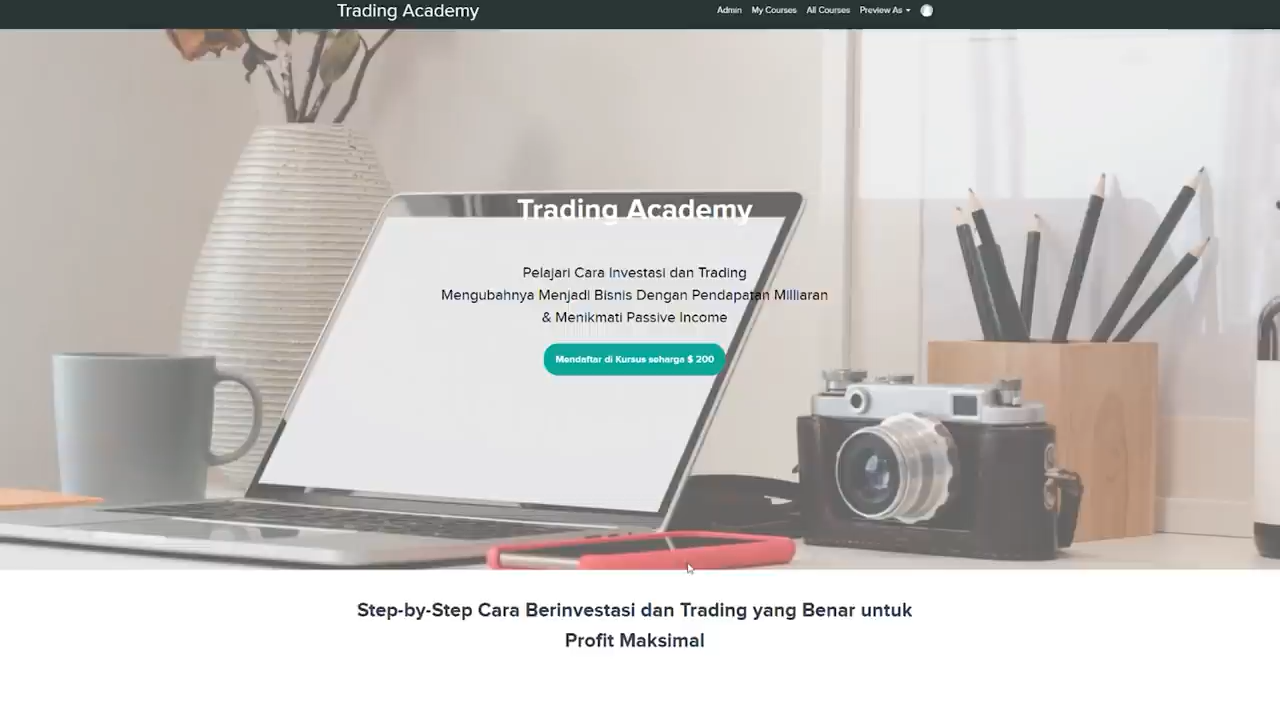 Trading Academy
Admin My Courses All Courses Preview As
Trading Academy
Pelajari Cara Investasi dan Trading
Mengubahnya Menjadi Bisnis Dengan Pendapatan Milliaran
& Menikmati Passive Income
Mendaftar di Kursus seharga $ 200
Step-by-Step Cara Berinvestasi dan Trading yang Benar untuk
Profit Maksimal